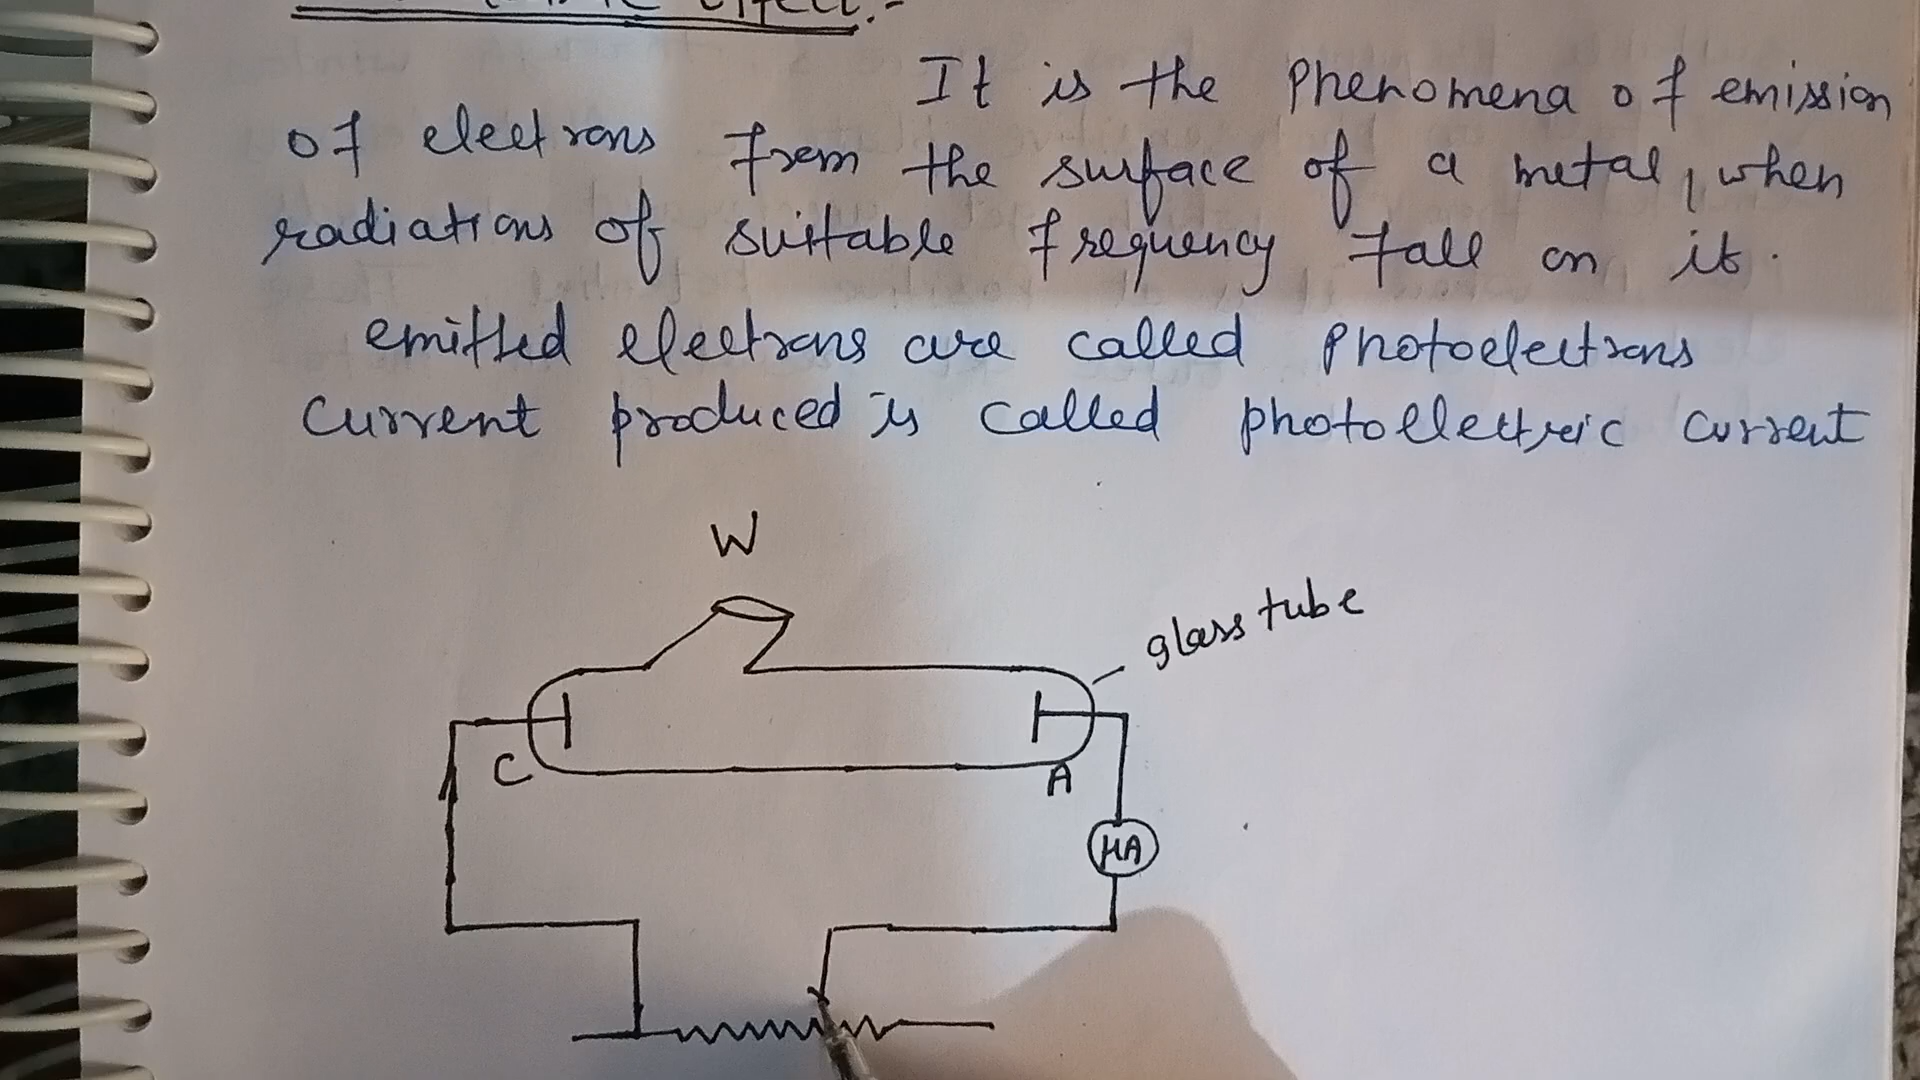 Effect:-
It is the phenomena of emission
of electrons from the surface of a metal, when
radiations of suitable frequency fall on it.
emitted electrons are called photoelectrons
Current produced is called photoelectric current
W
glass tube
C
A
μA